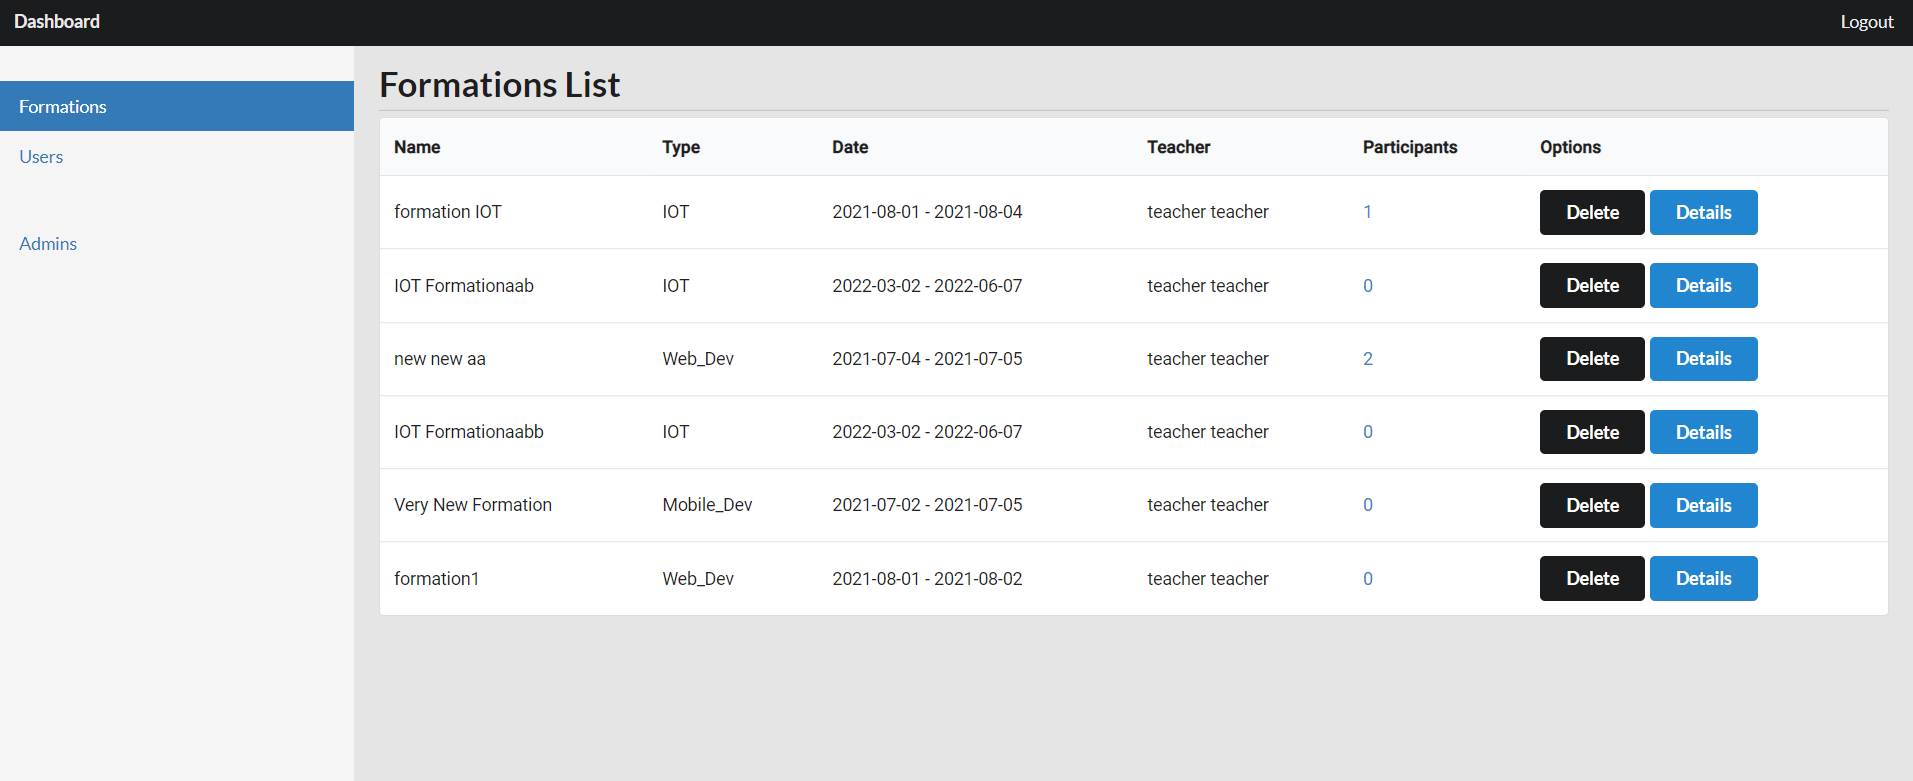 Dashboard Logout
Formations
Users
Admins
Formations List
Name Type Date Teacher Participants Options
formation IOT IOT 2021-08-01 - 2021-08-04 teacher teacher 1 Delete Details
IOT Formationaab IOT 2022-03-02 - 2022-06-07 teacher teacher 0 Delete Details
new new aa Web_Dev 2021-07-04 - 2021-07-05 teacher teacher 2 Delete Details
IOT Formationaabb IOT 2022-03-02 - 2022-06-07 teacher teacher 0 Delete Details
Very New Formation Mobile_Dev 2021-07-02 - 2021-07-05 teacher teacher 0 Delete Details
formation1 Web_Dev 2021-08-01 - 2021-08-02 teacher teacher 0 Delete Details